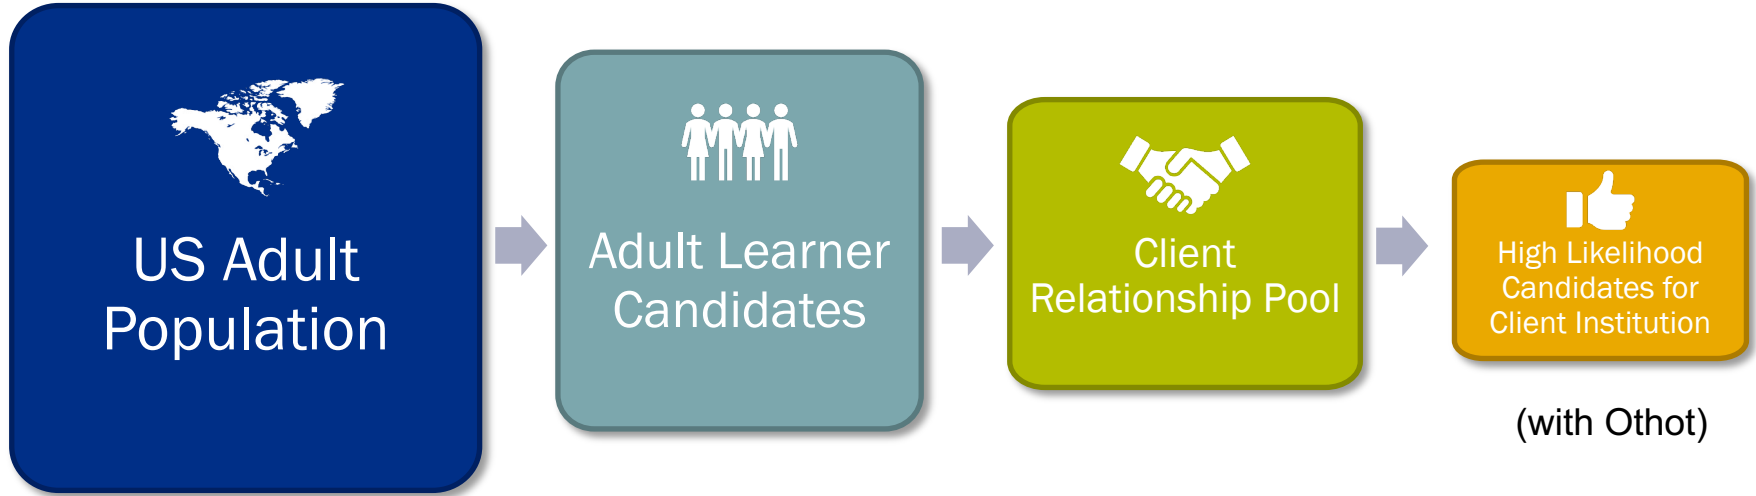 US Adult
Population
Adult Learner
Candidates
Client
Relationship Pool
High Likelihood
Candidates for
Client Institution
(with Othot)